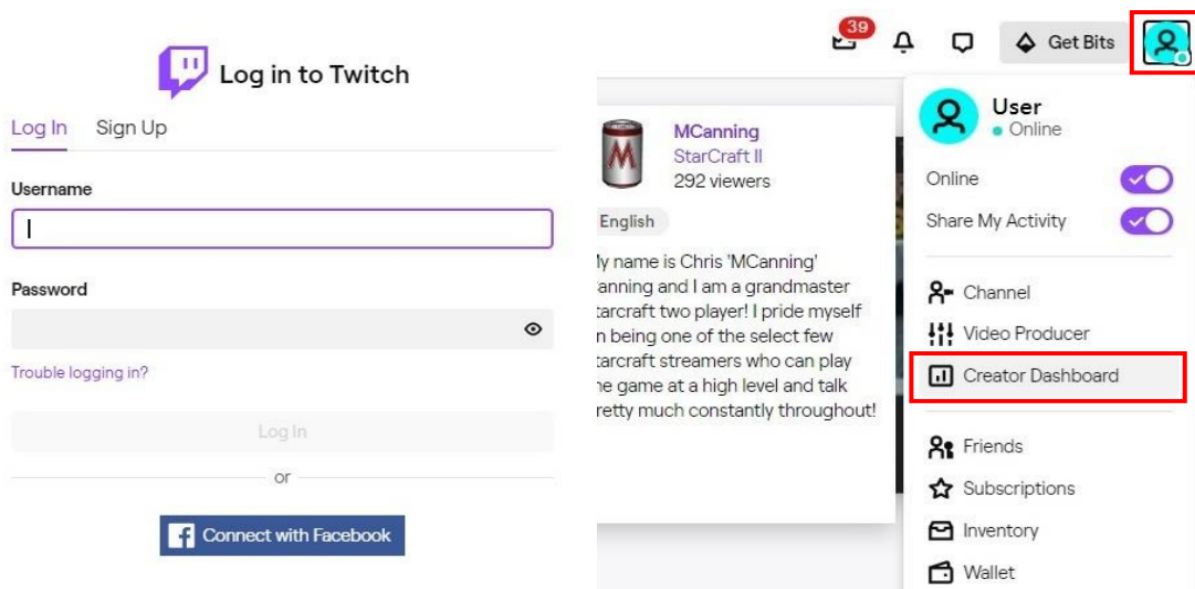 Log in to Twitch
Log In Sign Up
Username
Password
Trouble logging in?
Log In
or
Connect with Facebook
39
Get Bits
MCanning
StarCraft II
292 viewers
English
ly name is Chris 'MCanning'
anning and I am a grandmaster
tarcraft two player! I pride myself
n being one of the select few
tarcraft streamers who can play
ne game at a high level and talk
retty much constantly throughout!
User
Online
Online
Share My Activity
Channel
Video Producer
Creator Dashboard
Friends
Subscriptions
Inventory
Wallet